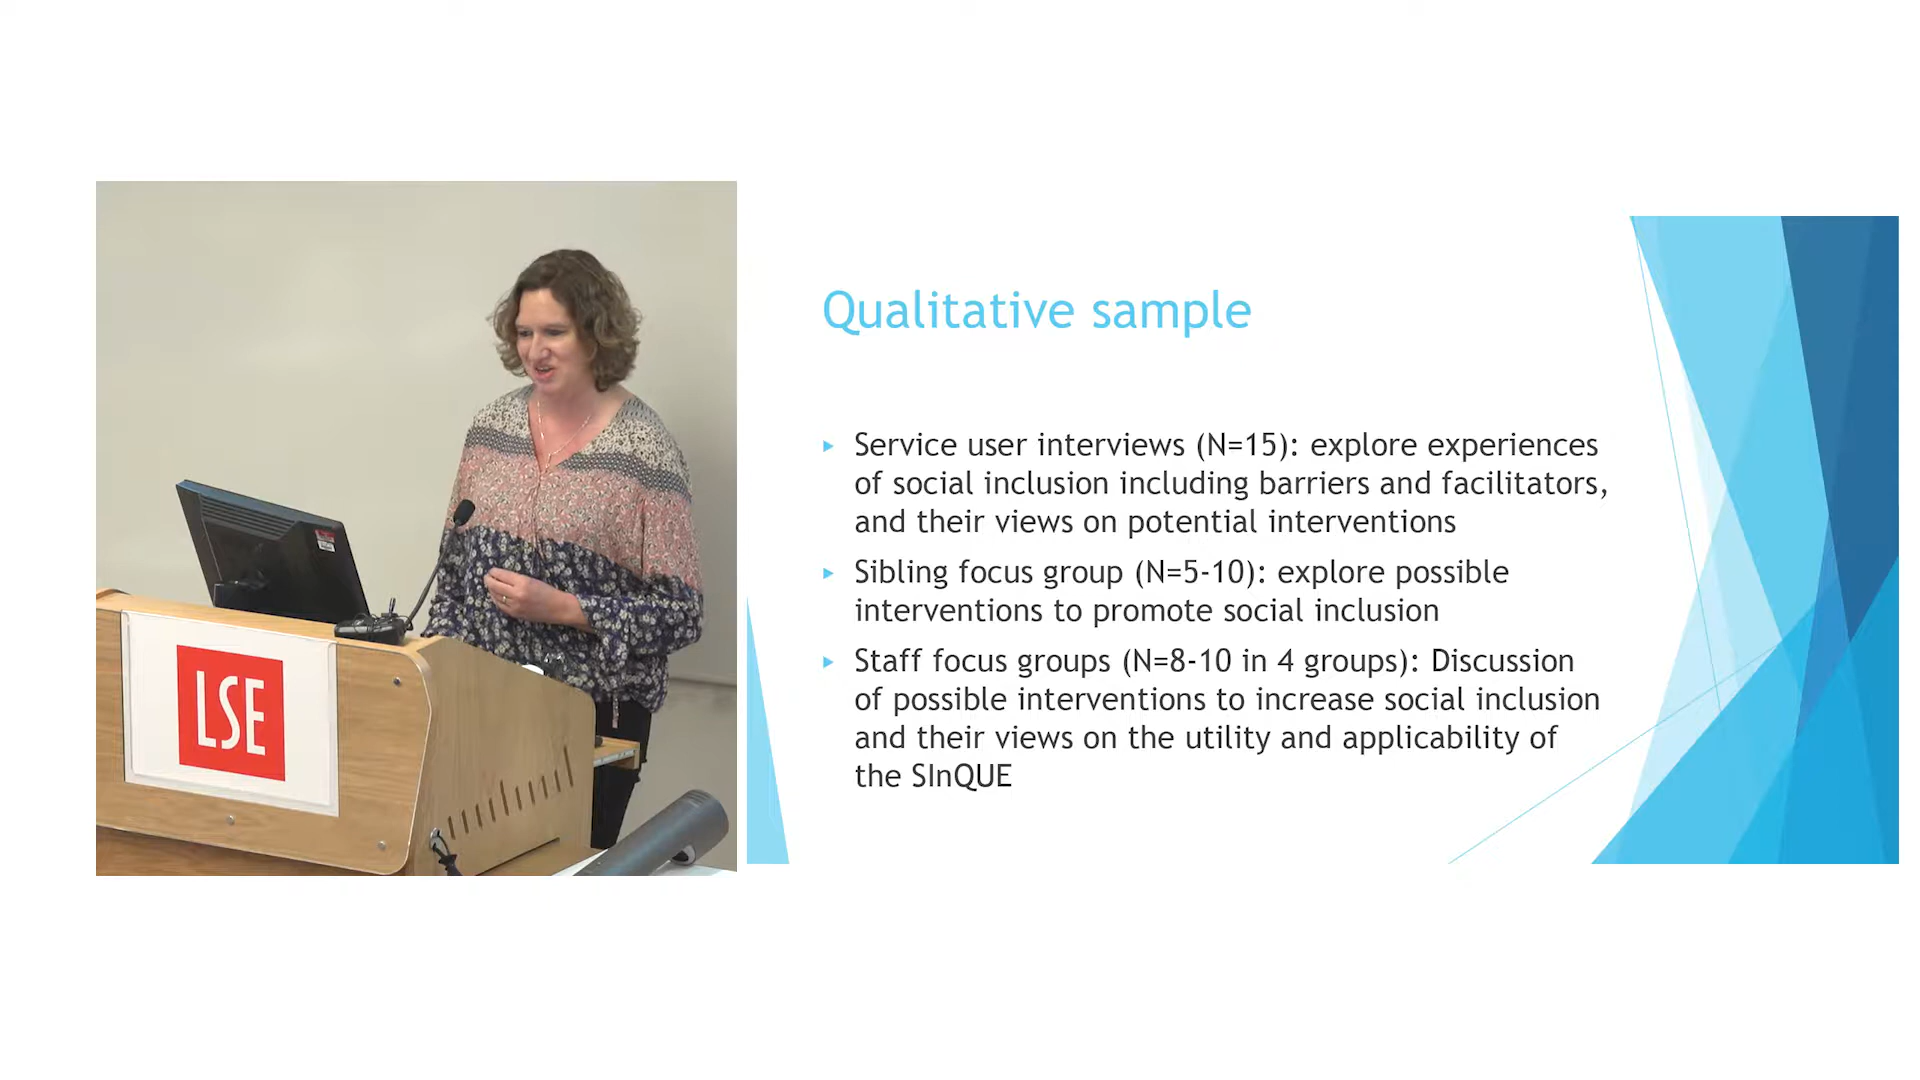 LSE
Qualitative sample
Service user interviews (N=15): explore experiences
of social inclusion including barriers and facilitators,
and their views on potential interventions
Sibling focus group (N=5-10): explore possible
interventions to promote social inclusion
Staff focus groups (N=8-10 in 4 groups): Discussion
of possible interventions to increase social inclusion
and their views on the utility and applicability of
the SInQUE